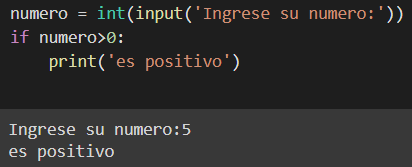 numero = int(input('Ingrese su numero:'))
if numero>0:
    print('es positivo')
Ingrese su numero:5
es positivo